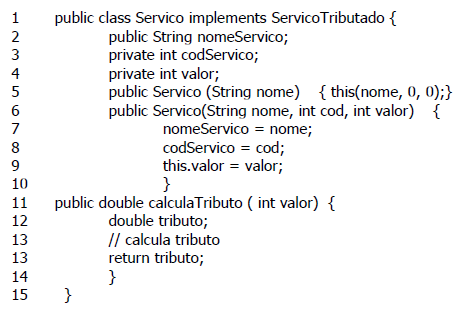 1 public class Servico implements ServicoTributado {
2 public String nomeServico;
3 private int codServico;
4 private int valor;
5 public Servico (String nome) { this(nome, 0, 0);}
6 public Servico(String nome, int cod, int valor) {
7 nomeServico = nome;
8 codServico = cod;
9 this.valor = valor;
10 }
11 public double calculaTributo ( int valor) {
12 double tributo;
13 // calcula tributo
13 return tributo;
14 }
15 }